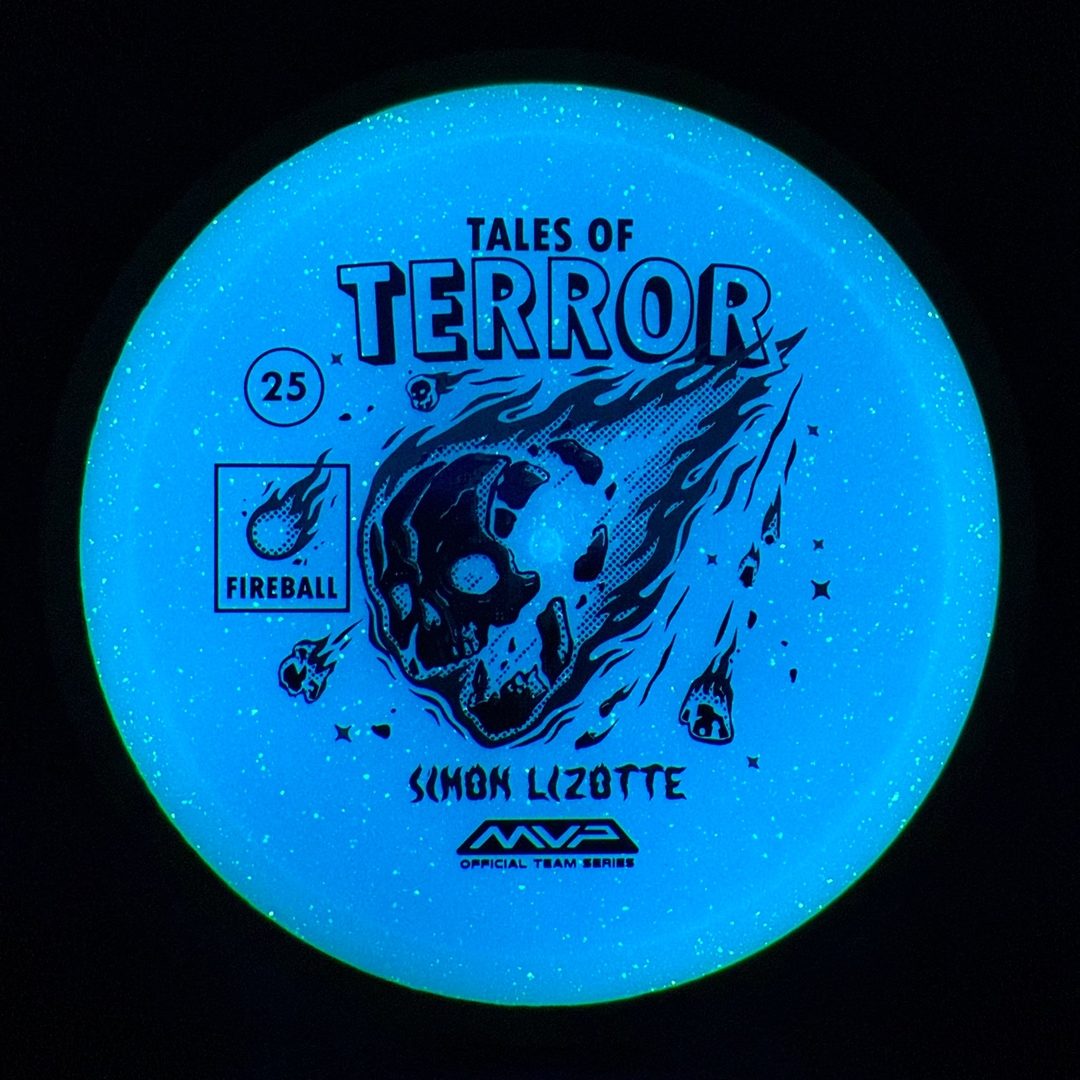 TALES OF
TERROR
25
FIREBALL
SIMON LIZOTTE
MVP
OFFICIAL TEAM SERIES